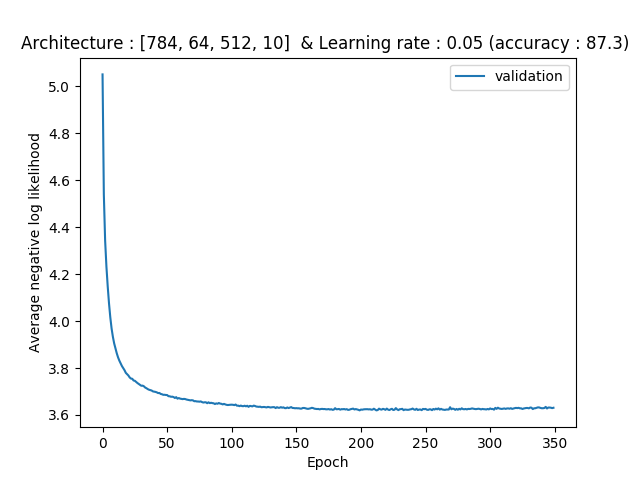 Architecture : [784, 64, 512, 10]  & Learning rate : 0.05 (accuracy : 87.3)
validation
Average negative log likelihood
5.0
4.8
4.6
4.4
4.2
4.0
3.8
3.6
0 50 100 150 200 250 300 350
Epoch